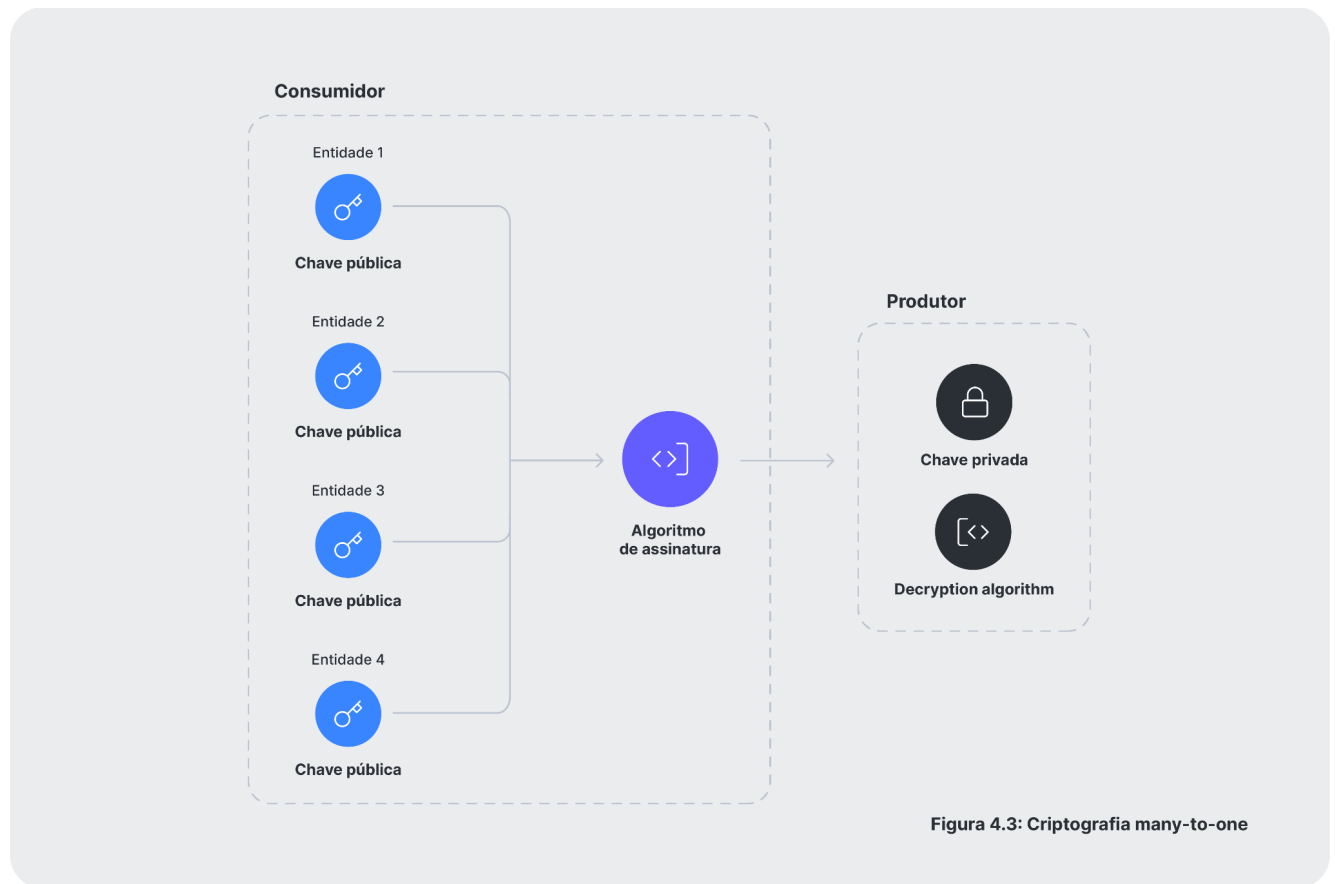 Consumidor
Entidade 1
Chave pública
Entidade 2
Chave pública
Entidade 3
Chave pública
Entidade 4
Chave pública
Algoritmo
de assinatura
Produtor
Chave privada
Decryption algorithm
Figura 4.3: Criptografia many-to-one